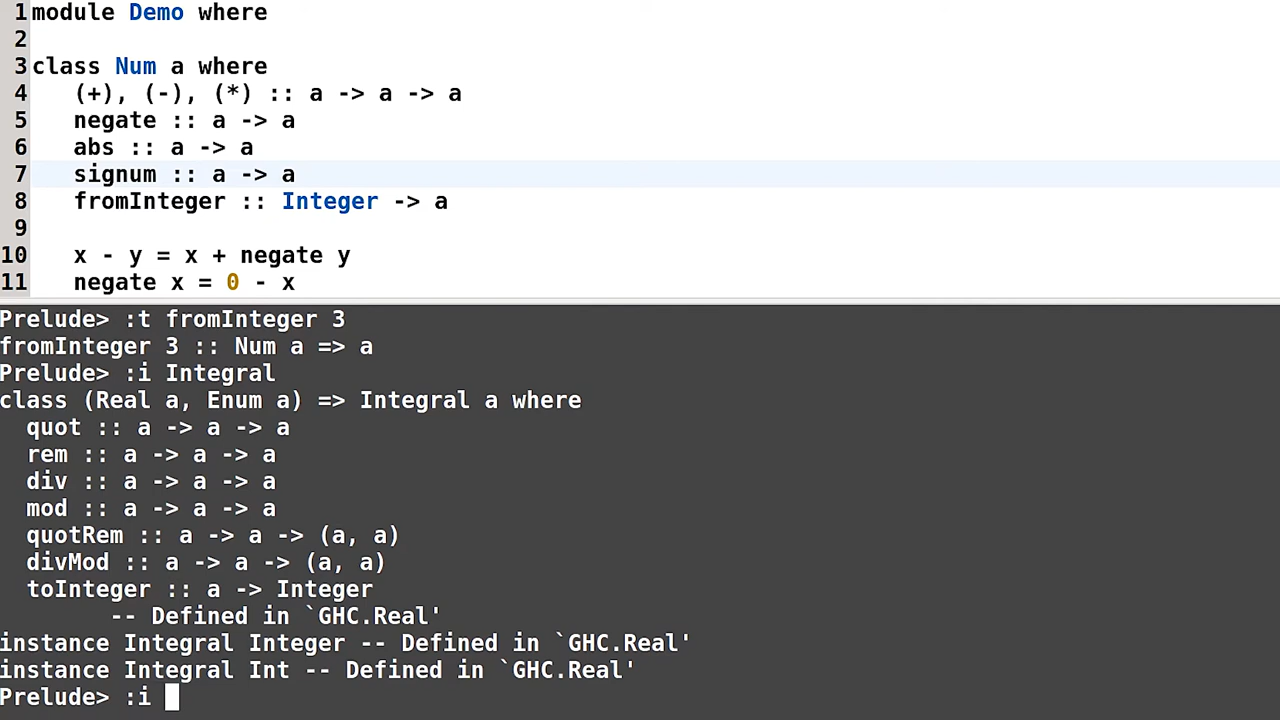 1 module Demo where
2
3 class Num a where
4    (+), (-), (*) :: a -> a -> a
5    negate :: a -> a
6    abs :: a -> a
7    signum :: a -> a
8    fromInteger :: Integer -> a
9
10    x - y = x + negate y
11    negate x = 0 - x
Prelude> :t fromInteger 3
fromInteger 3 :: Num a => a
Prelude> :i Integral
class (Real a, Enum a) => Integral a where
  quot :: a -> a -> a
  rem :: a -> a -> a
  div :: a -> a -> a
  mod :: a -> a -> a
  quotRem :: a -> a -> (a, a)
  divMod :: a -> a -> (a, a)
  toInteger :: a -> Integer
        -- Defined in `GHC.Real'
instance Integral Integer -- Defined in `GHC.Real'
instance Integral Int -- Defined in `GHC.Real'
Prelude> :i